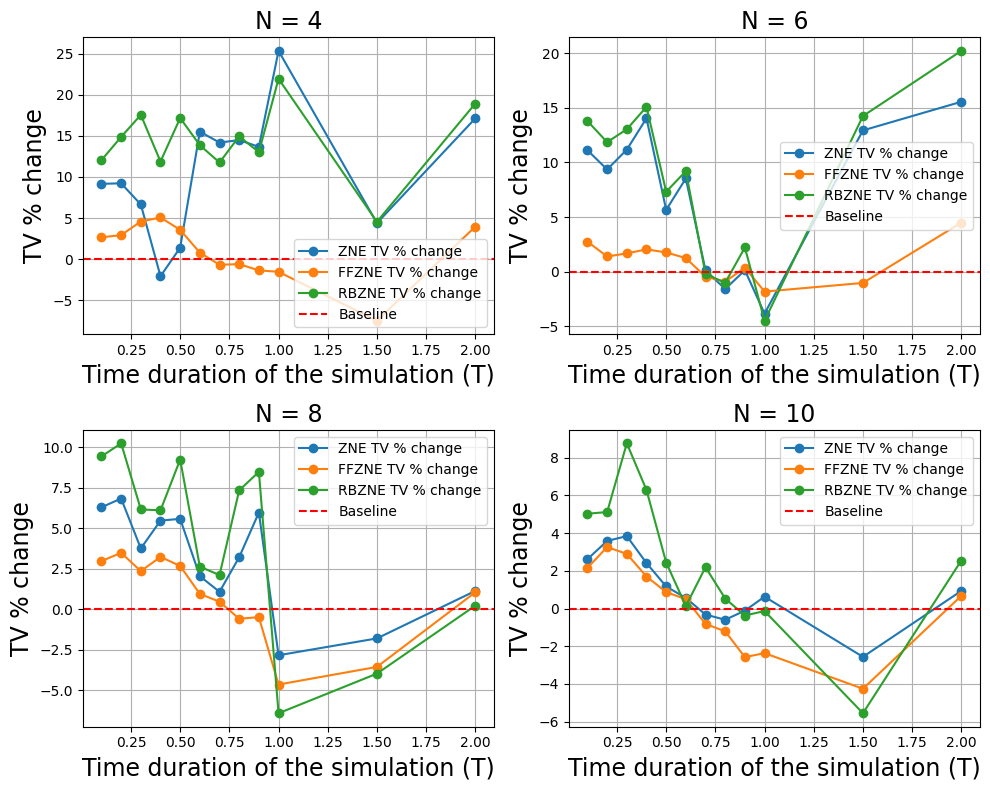 N = 4
TV % change
25
20
15
10
5
0
−5
ZNE TV % change
FFZNE TV % change
RBZNE TV % change
Baseline
0.25 0.50 0.75 1.00 1.25 1.50 1.75 2.00
Time duration of the simulation (T)
N = 6
TV % change
20
15
10
5
0
−5
ZNE TV % change
FFZNE TV % change
RBZNE TV % change
Baseline
0.25 0.50 0.75 1.00 1.25 1.50 1.75 2.00
Time duration of the simulation (T)
N = 8
TV % change
10.0
7.5
5.0
2.5
0.0
−2.5
−5.0
ZNE TV % change
FFZNE TV % change
RBZNE TV % change
Baseline
0.25 0.50 0.75 1.00 1.25 1.50 1.75 2.00
Time duration of the simulation (T)
N = 10
TV % change
8
6
4
2
0
−2
−4
−6
ZNE TV % change
FFZNE TV % change
RBZNE TV % change
Baseline
0.25 0.50 0.75 1.00 1.25 1.50 1.75 2.00
Time duration of the simulation (T)